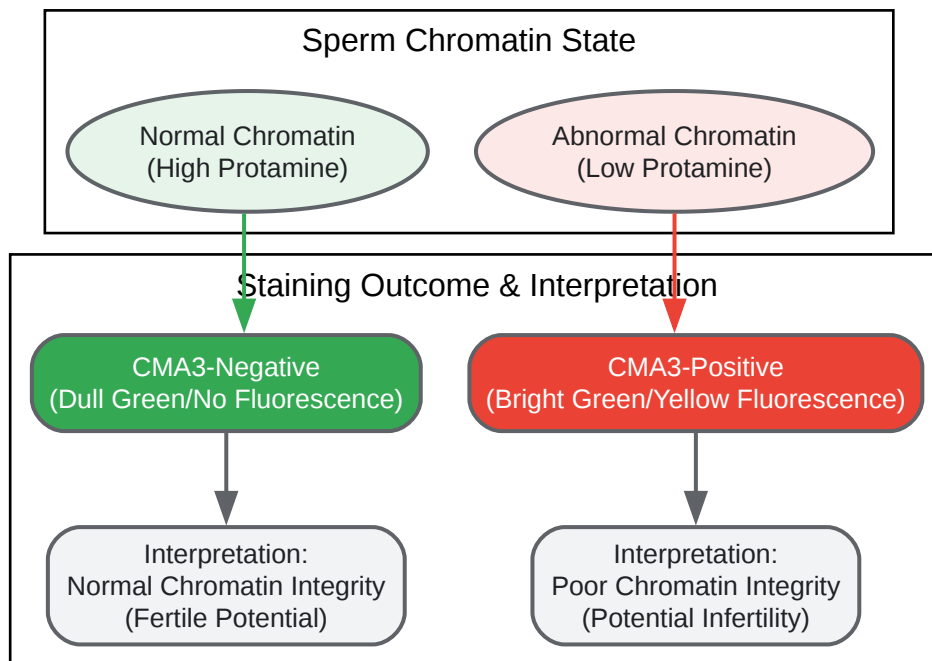 Sperm Chromatin State
Normal Chromatin
(High Protamine)
Abnormal Chromatin
(Low Protamine)
Staining Outcome & Interpretation
CMA3-Negative
(Dull Green/No Fluorescence)
CMA3-Positive
(Bright Green/Yellow Fluorescence)
Interpretation:
Normal Chromatin Integrity
(Fertile Potential)
Interpretation:
Poor Chromatin Integrity
(Potential Infertility)